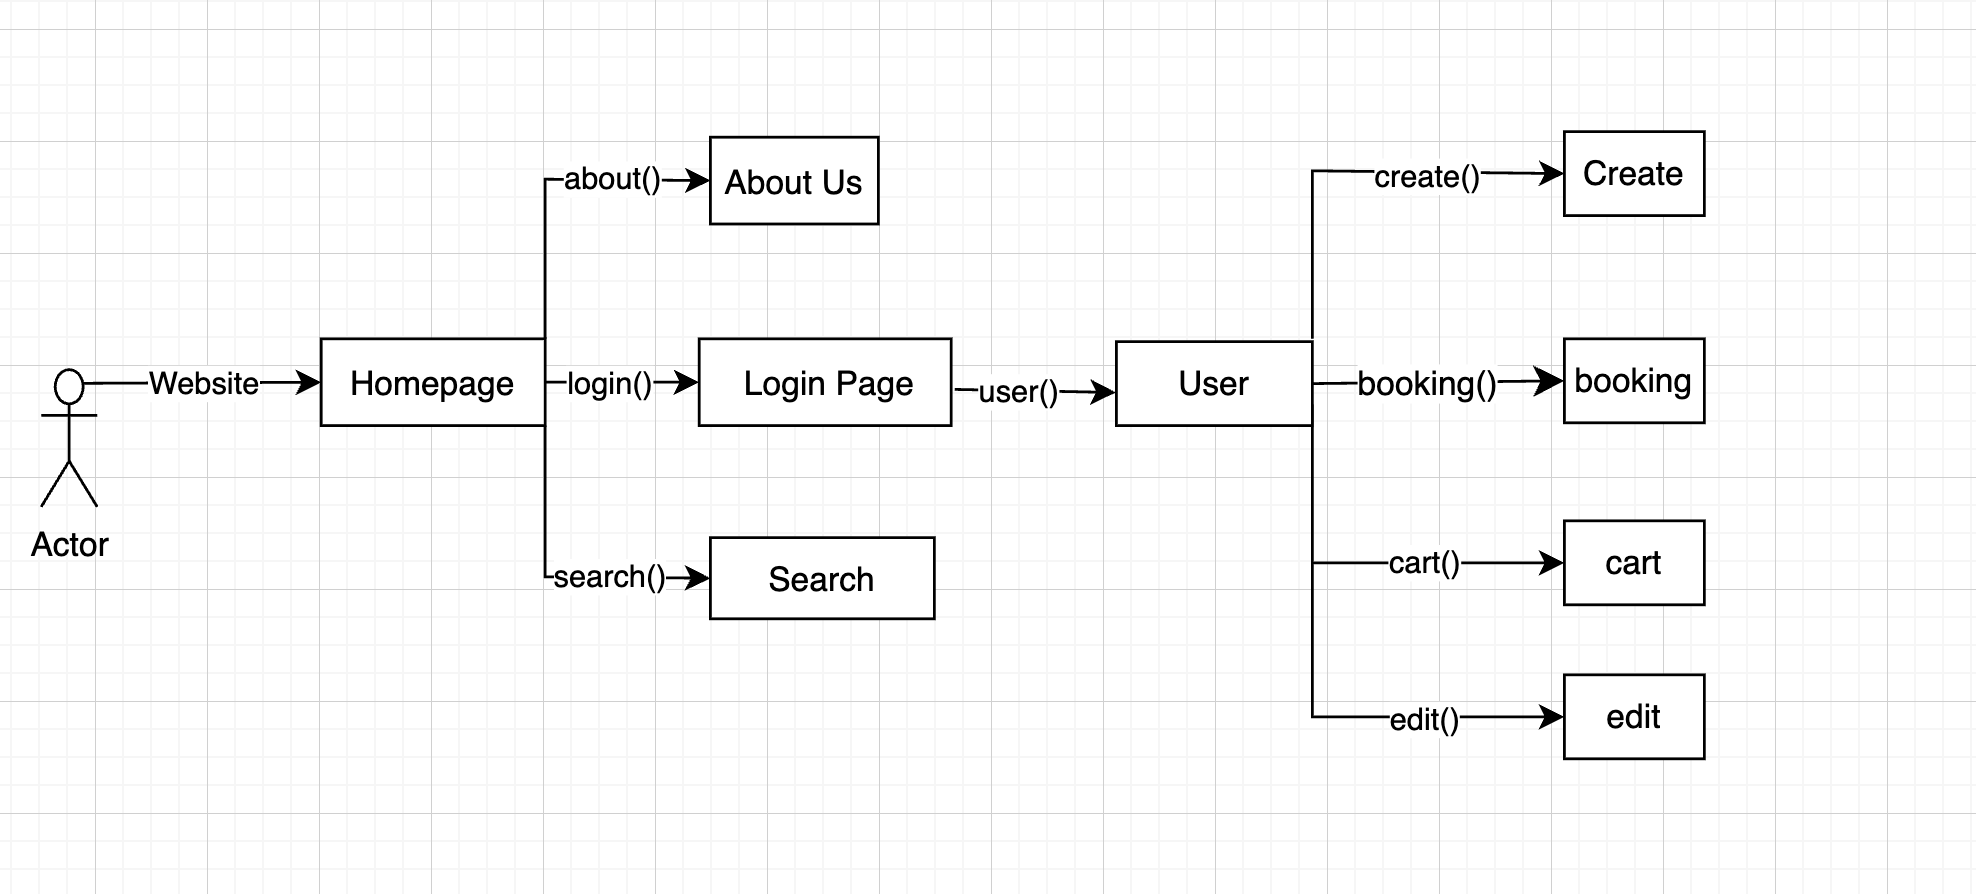 Actor
Website
Homepage
about()
About Us
login()
Login Page
search()
Search
user()
User
create()
Create
booking()
booking
cart()
cart
edit()
edit